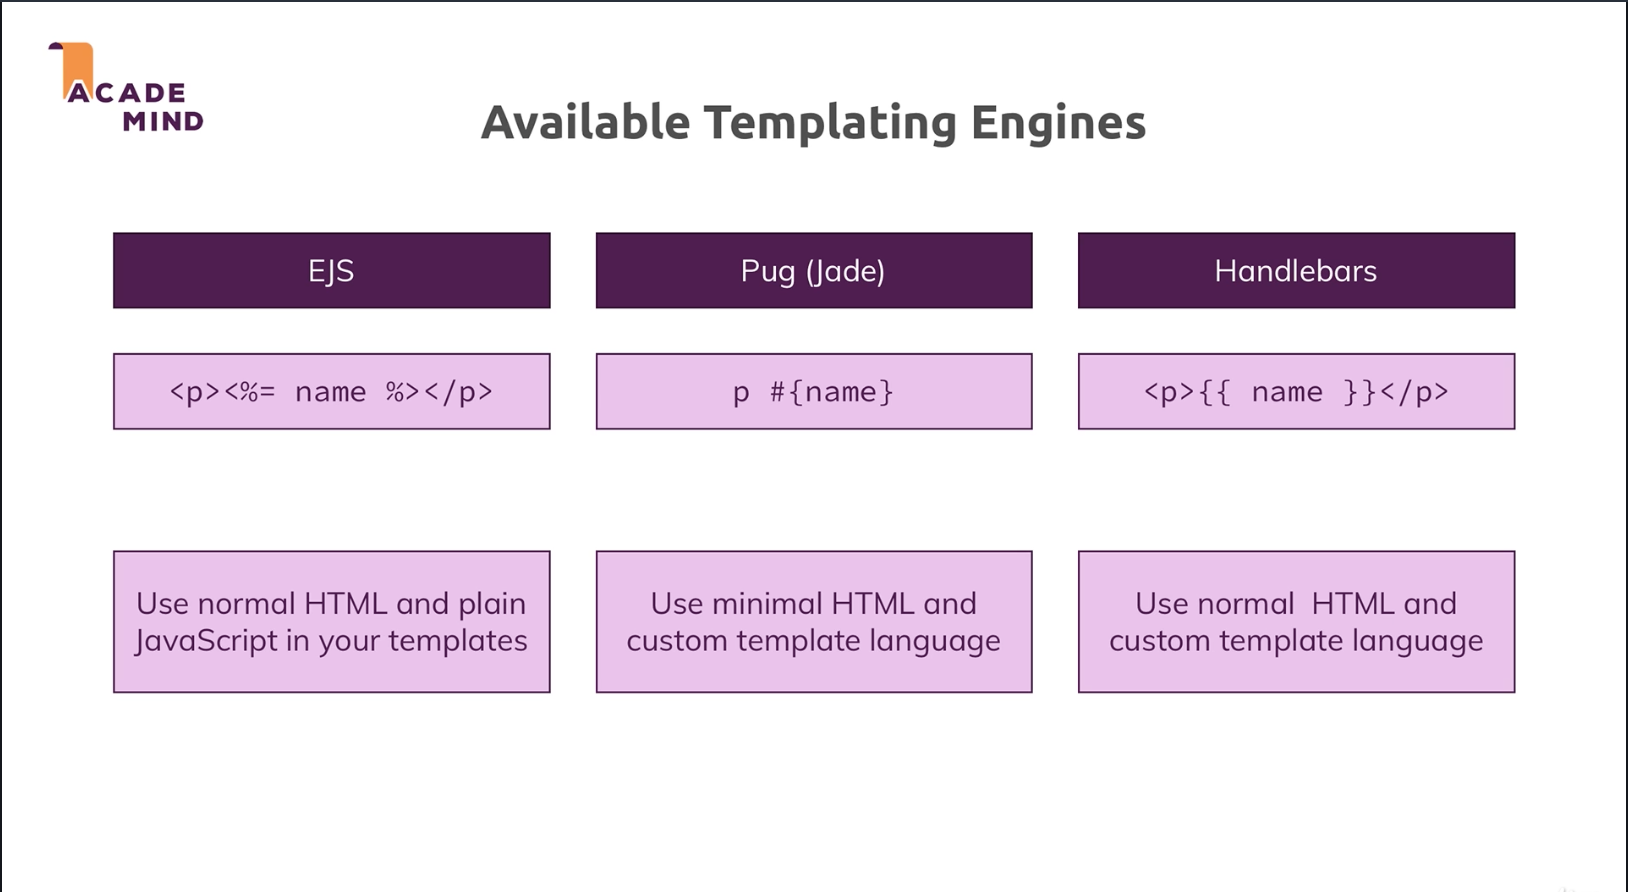 ACADE
MIND
Available Templating Engines
EJS
Pug (Jade)
Handlebars
<p><%= name %></p>
p #{name}
<p>{{ name }}</p>
Use normal HTML and plain
JavaScript in your templates
Use minimal HTML and
custom template language
Use normal  HTML and
custom template language